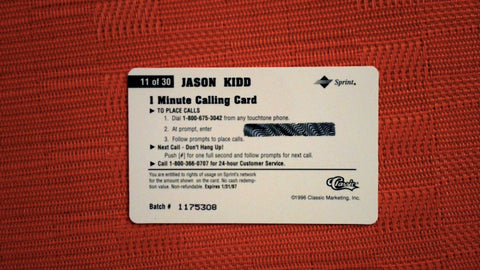 11 of 30 JASON KIDD
Sprint®
1 Minute Calling Card
▶ TO PLACE CALLS
1. Dial 1-800-675-3042 from any touchtone phone.
2. At prompt, enter
3. Follow prompts to place calls.
▶ Next Call - Don't Hang Up!
Push [#] for one full second and follow prompts for next call.
▶ Call 1-800-366-0707 for 24-hour Customer Service.
You are entitled to rights of usage on Sprint's network
for the amount shown on the card. No cash redemp-
tion value. Non-refundable. Expires 1/31/97
Classic
Batch # 1175308
©1996 Classic Marketing, Inc.